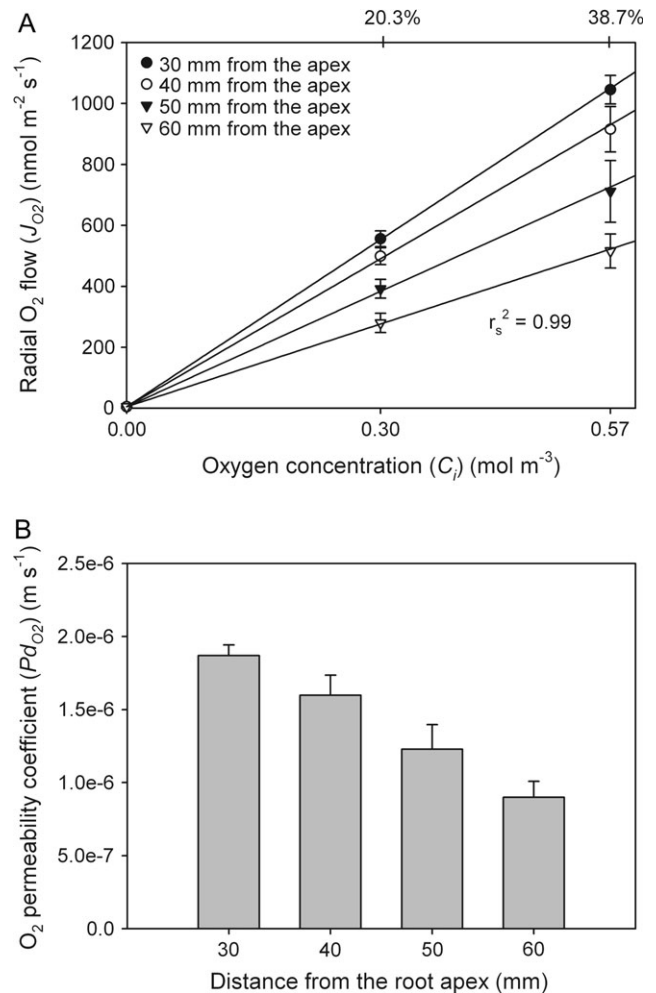 A
20.3% 38.7%
1200
1000
800
600
400
200
0
Radial O₂ flow (J_O2) (nmol m⁻² s⁻¹)
● 30 mm from the apex
○ 40 mm from the apex
▼ 50 mm from the apex
▽ 60 mm from the apex
r_s² = 0.99
0.00 0.30 0.57
Oxygen concentration (C_i) (mol m⁻³)
B
2.5e-6
2.0e-6
1.5e-6
1.0e-6
5.0e-7
0.0
O₂ permeability coefficient (Pd_O2) (m s⁻¹)
30 40 50 60
Distance from the root apex (mm)